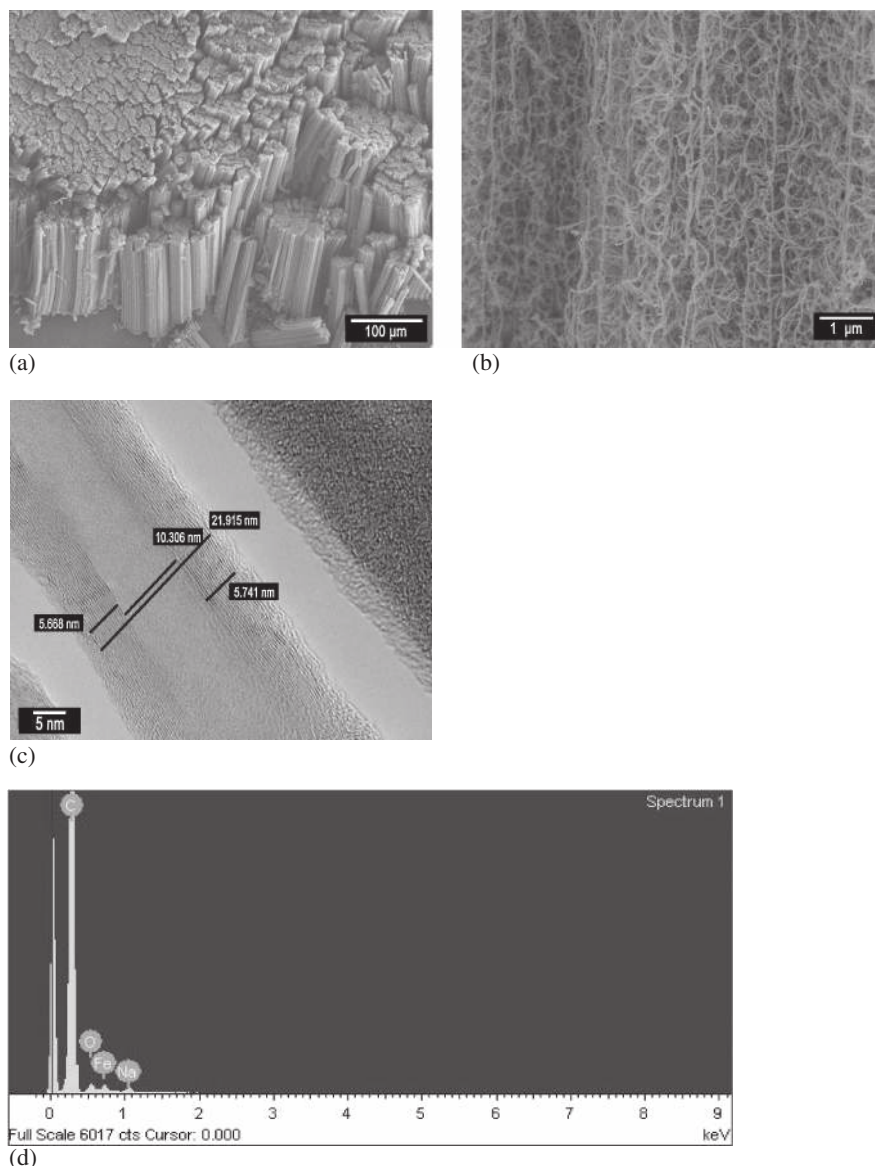 100 µm
1 µm
(a)
(b)
21.915 nm
10.306 nm
5.741 nm
5.668 nm
5 nm
(c)
Spectrum 1
C
O
Fe
Na
0 1 2 3 4 5 6 7 8 9
Full Scale 6017 cts Cursor: 0.000 keV
(d)